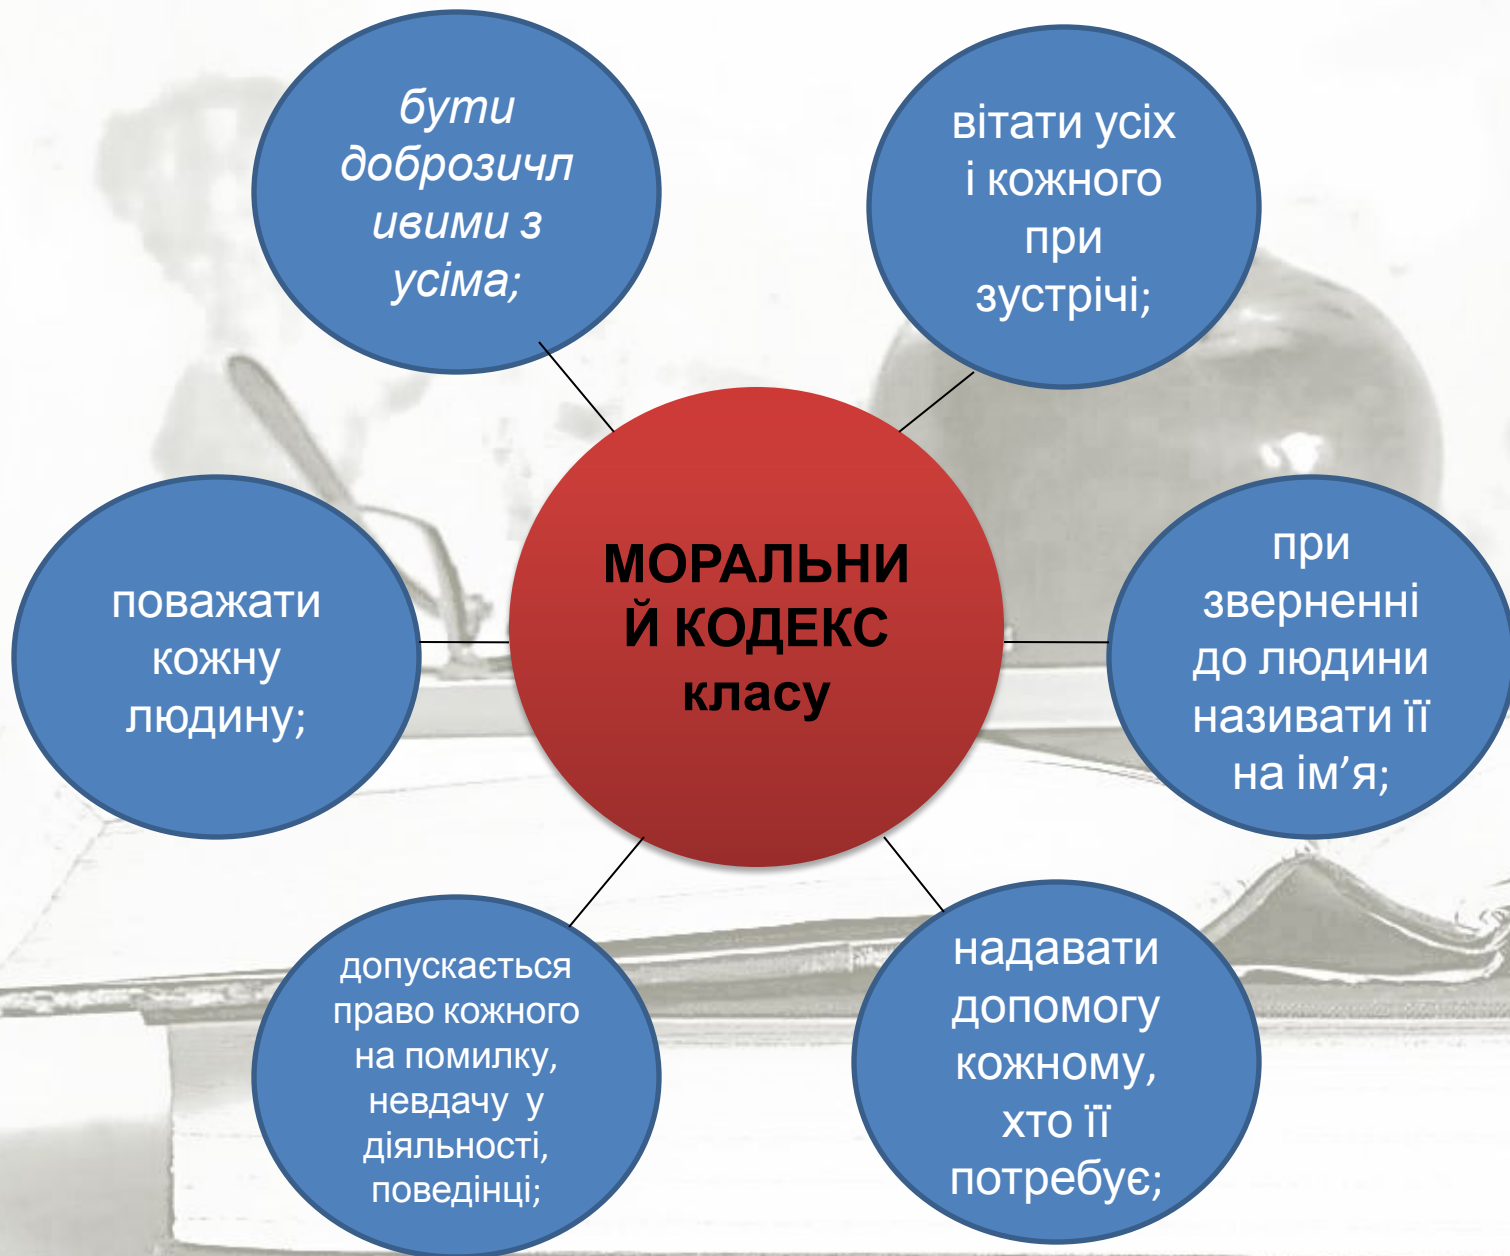 бути
доброзичл
ивими з
усіма;
вітати усіх
і кожного
при
зустрічі;
поважати
кожну
людину;
МОРАЛЬНИ
Й КОДЕКС
класу
при
зверненні
до людини
називати її
на ім’я;
допускається
право кожного
на помилку,
невдачу у
діяльності,
поведінці;
надавати
допомогу
кожному,
хто її
потребує;